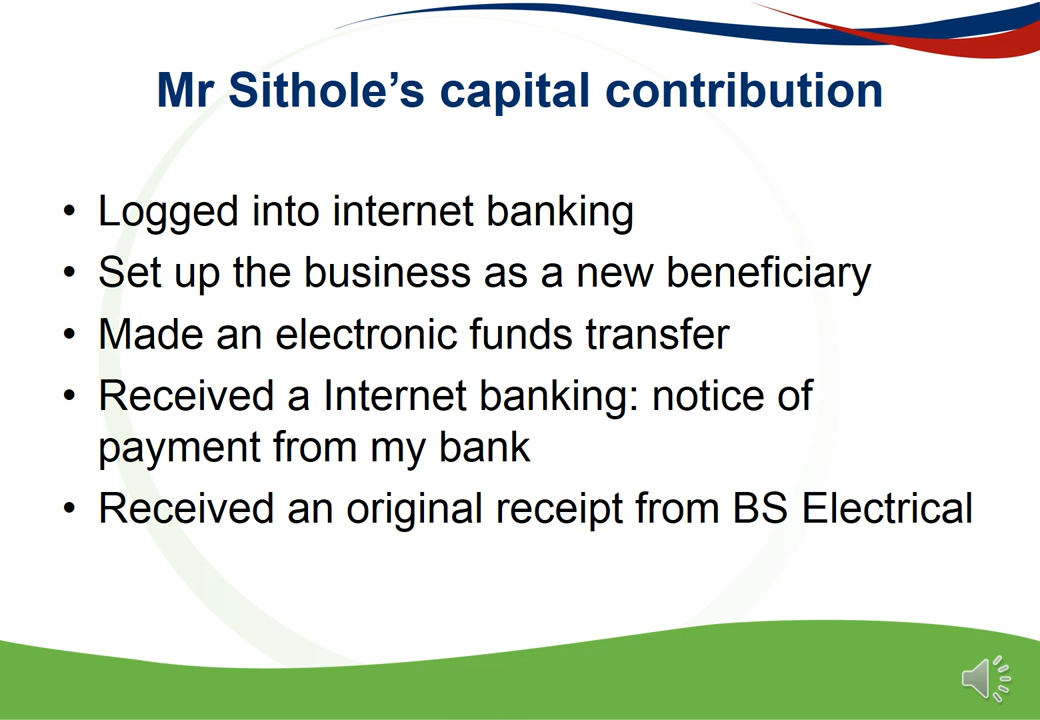 Mr Sithole’s capital contribution
• Logged into internet banking
• Set up the business as a new beneficiary
• Made an electronic funds transfer
• Received a Internet banking: notice of
payment from my bank
• Received an original receipt from BS Electrical